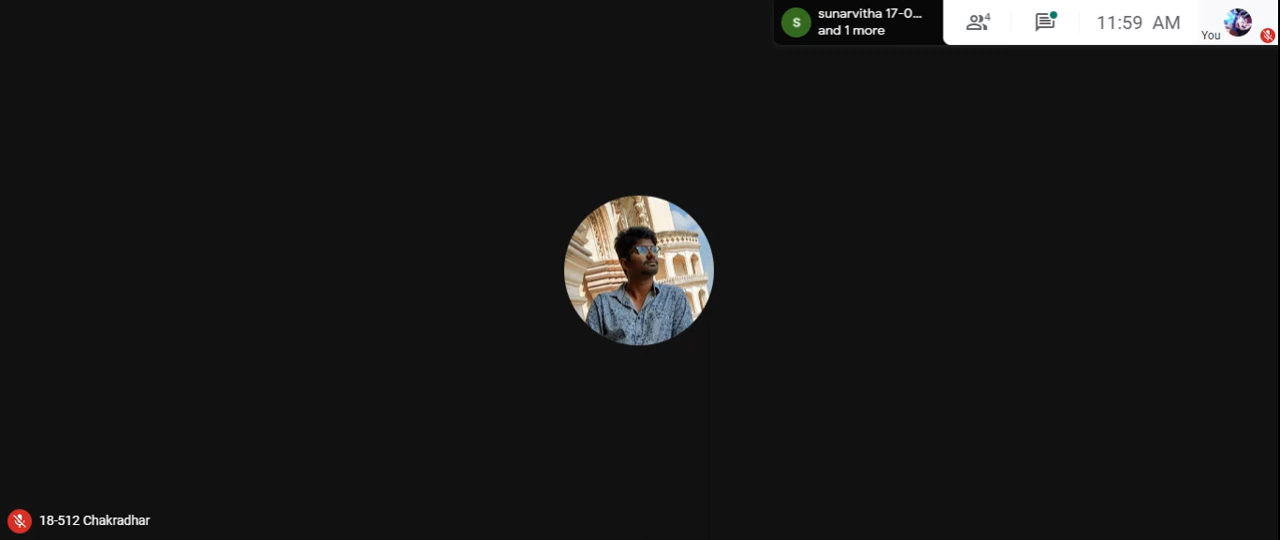 S
sunarvitha 17-0...
and 1 more
4
11:59 AM
You
18-512 Chakradhar